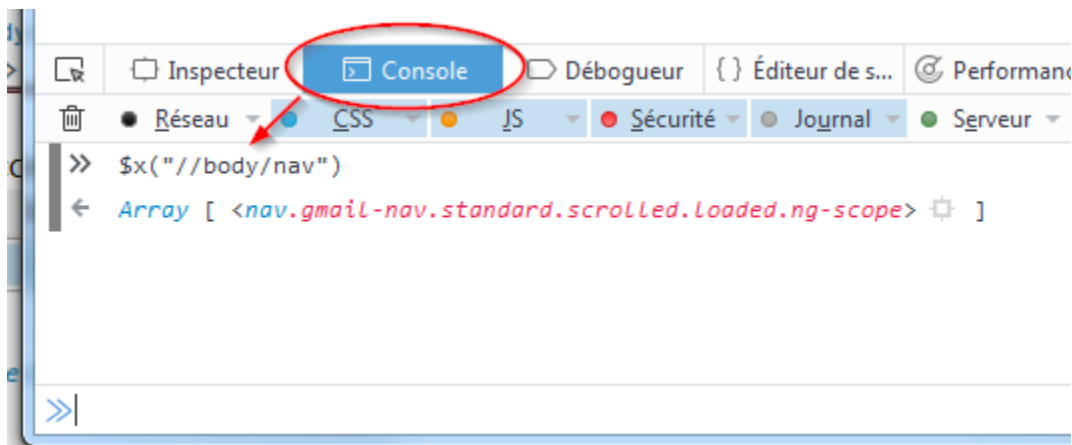 Inspecteur Console Débogueur { } Éditeur de s... Performanc
Réseau CSS JS Sécurité Journal Serveur
» $x("//body/nav")
Array [ <nav.gmail-nav.standard.scrolled.loaded.ng-scope> ]
»